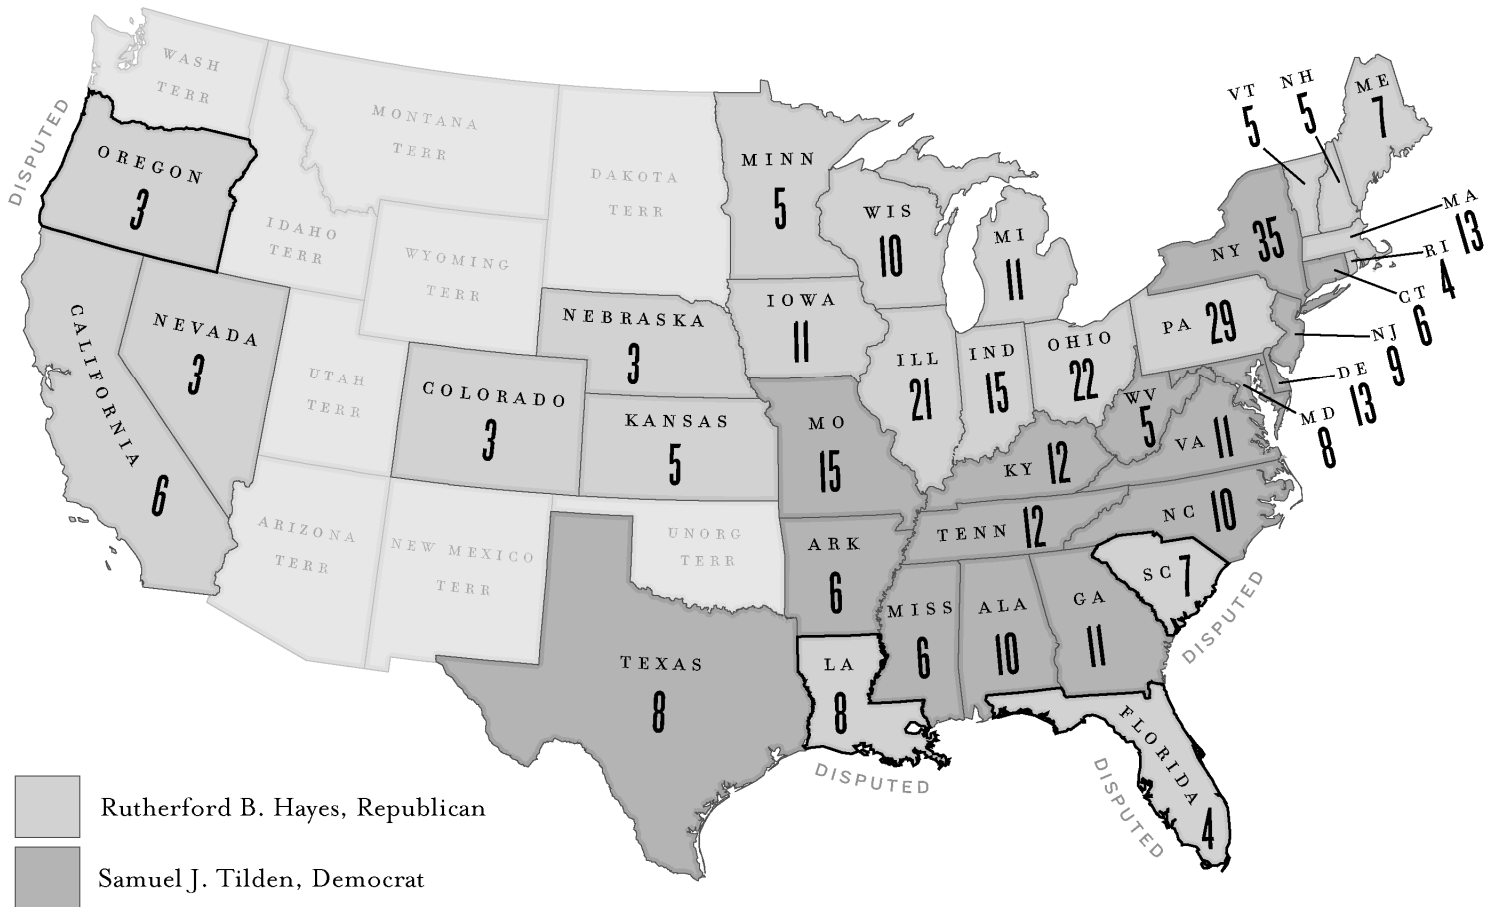 WASH
TERR
DISPUTED
OREGON
3
MONTANA
TERR
IDAHO
TERR
WYOMING
TERR
DAKOTA
TERR
MINN
5
WIS
10
MI
11
VT
5
NH
5
ME
7
MA
13
RI
4
CT
6
NJ
9
DE
13
MD
8
NY 35
PA 29
CALIFORNIA
6
NEVADA
3
UTAH
TERR
COLORADO
3
NEBRASKA
3
KANSAS
5
IOWA
11
MO
15
ILL
21
IND
15
OHIO
22
WV
5
VA 11
KY 12
TENN 12
NC 10
SC 7
DISPUTED
ARIZONA
TERR
NEW MEXICO
TERR
UNORG
TERR
TEXAS
8
ARK
6
LA
8
DISPUTED
MISS
6
ALA
10
GA
11
FLORIDA
4
DISPUTED
Rutherford B. Hayes, Republican
Samuel J. Tilden, Democrat